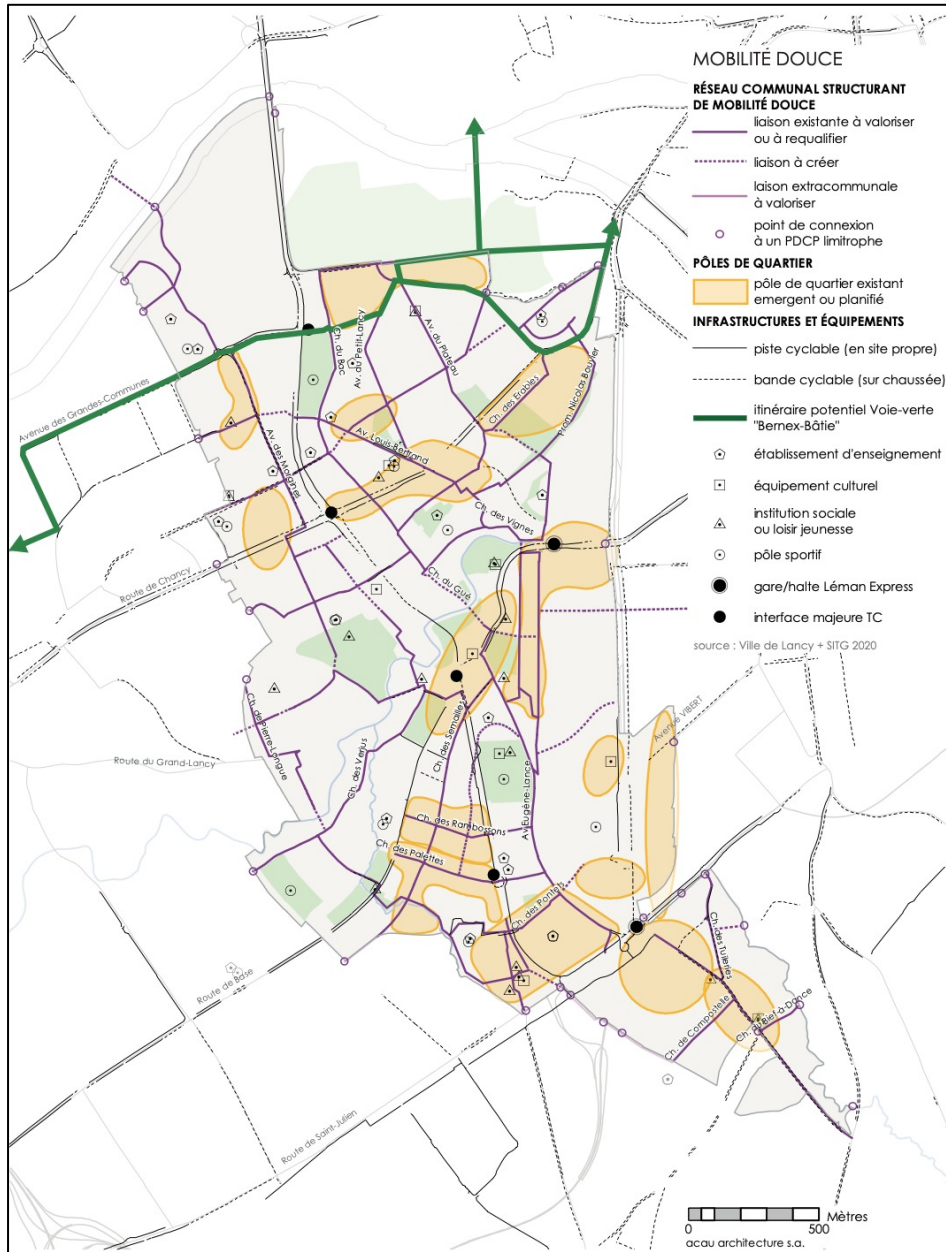 MOBILITÉ DOUCE
RÉSEAU COMMUNAL STRUCTURANT
DE MOBILITÉ DOUCE
liaison existante à valoriser
ou à requalifier
liaison à créer
laison extracommunale
à valoriser
point de connexion
à un PDCP limitrophe
PÔLES DE QUARTIER
pôle de quartier existant
emergent ou planifié
INFRASTRUCTURES ET ÉQUIPEMENTS
piste cyclable (en site propre)
bande cyclable (sur chaussée)
itinéraire potentiel Voie-verte
"Bernex-Bâtie"
établissement d'enseignement
équipement culturel
institution sociale
ou loisir jeunesse
pôle sportif
gare/halte Léman Express
interface majeure TC
source : Ville de Lancy + SITG 2020
Avenue des Grandes-Communes
Ch. du Bac
Av. du Petit-Lancy
Av. du Plateau
Ch. des Erables
Prom. Nicolas Bouvier
Av. des Morgines
Av. Louis-Bertrand
Ch. des Vignes
Route de Chancy
Ch. du Gué
Ch. de Pierre-Longue
Route du Grand-Lancy
Ch. des Verjus
Ch. des Semailles
Av. Eugène-Lance
Avenue VIBERT
Ch. des Rambossons
Ch. des Palettes
Ch. des Pontets
Route de Base
Ch. des Tuileries
Ch. de Compostelle
Ch. du Bief-à-Dance
Route de Saint-Julien
Mètres
0 500
acau architecture s.a.